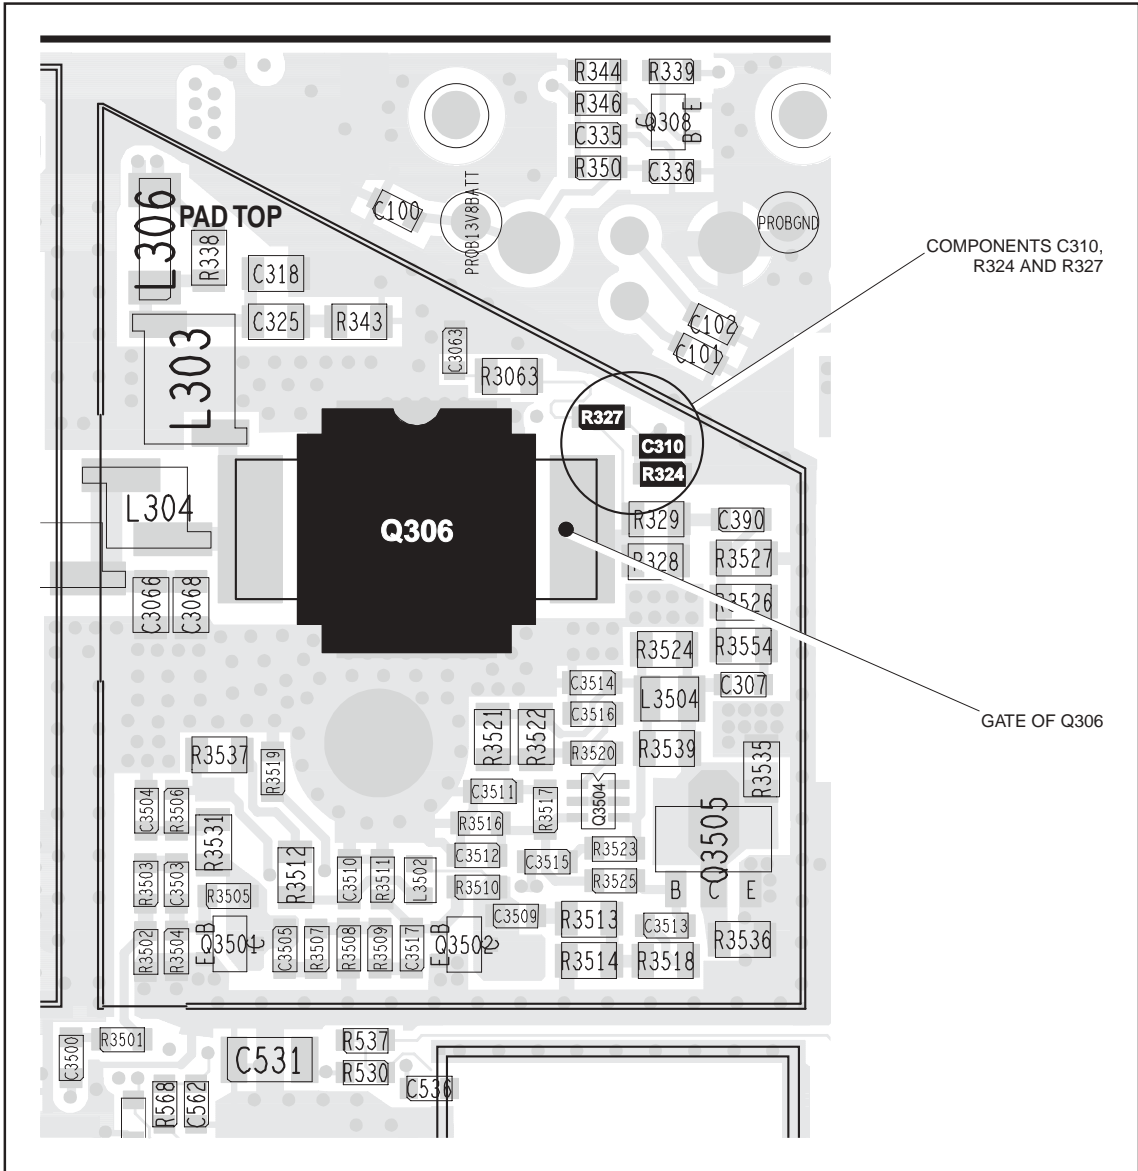 R344
R339
R346
C
Q308
B
E
C335
R350
C336
L306
PAD TOP
R338
C100
PROB13V8BATT
PROBGND
C318
COMPONENTS C310,
R324 AND R327
C325
R343
L303
C3063
R3063
C102
C101
R327
C310
R324
L304
Q306
R329
C390
R328
R3527
C3066
C3068
R3526
R3524
R3554
C3514
C307
L3504
C3516
GATE OF Q306
R3521
R3522
R3520
R3539
R3535
R3537
R3519
C3504
R3506
C3511
R3517
Q3504
Q3505
R3516
R3531
C3512
C3515
R3523
R3503
C3503
R3512
C3510
R3511
L3502
R3510
R3525
B
C
E
R3505
C3509
R3513
C3513
R3502
R3504
E
B
Q3501
C
C3505
R3507
R3508
R3509
C3517
E
B
Q3502
C
R3514
R3518
R3536
C3500
R3501
C531
R537
R530
C536
R568
C562